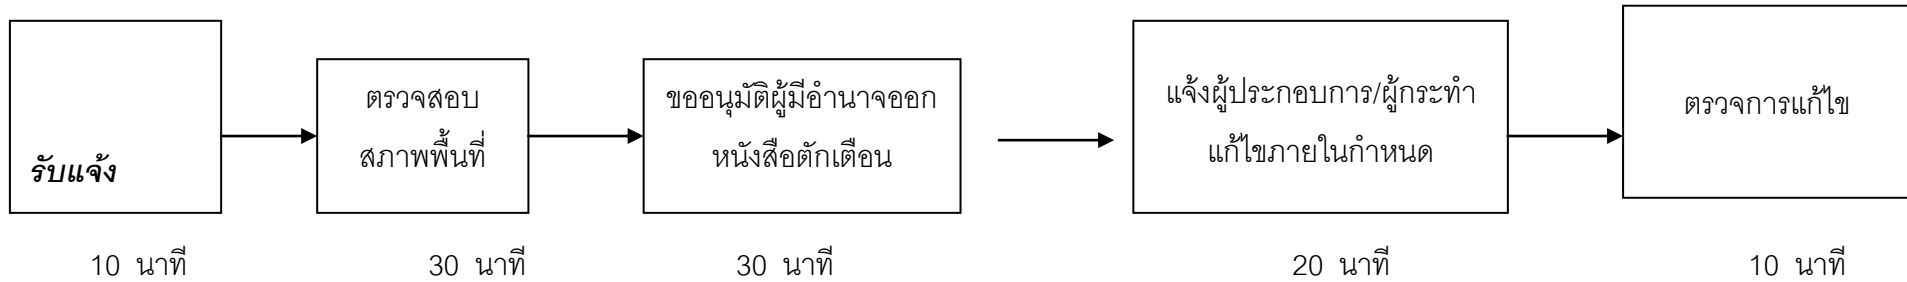 รับแจ้ง
ตรวจสอบ
สภาพพื้นที่
ขออนุมัติผู้มีอำนาจออก
หนังสือตักเตือน
แจ้งผู้ประกอบการ/ผู้กระทำ
แก้ไขภายในกำหนด
ตรวจการแก้ไข
10 นาที
30 นาที
30 นาที
20 นาที
10 นาที